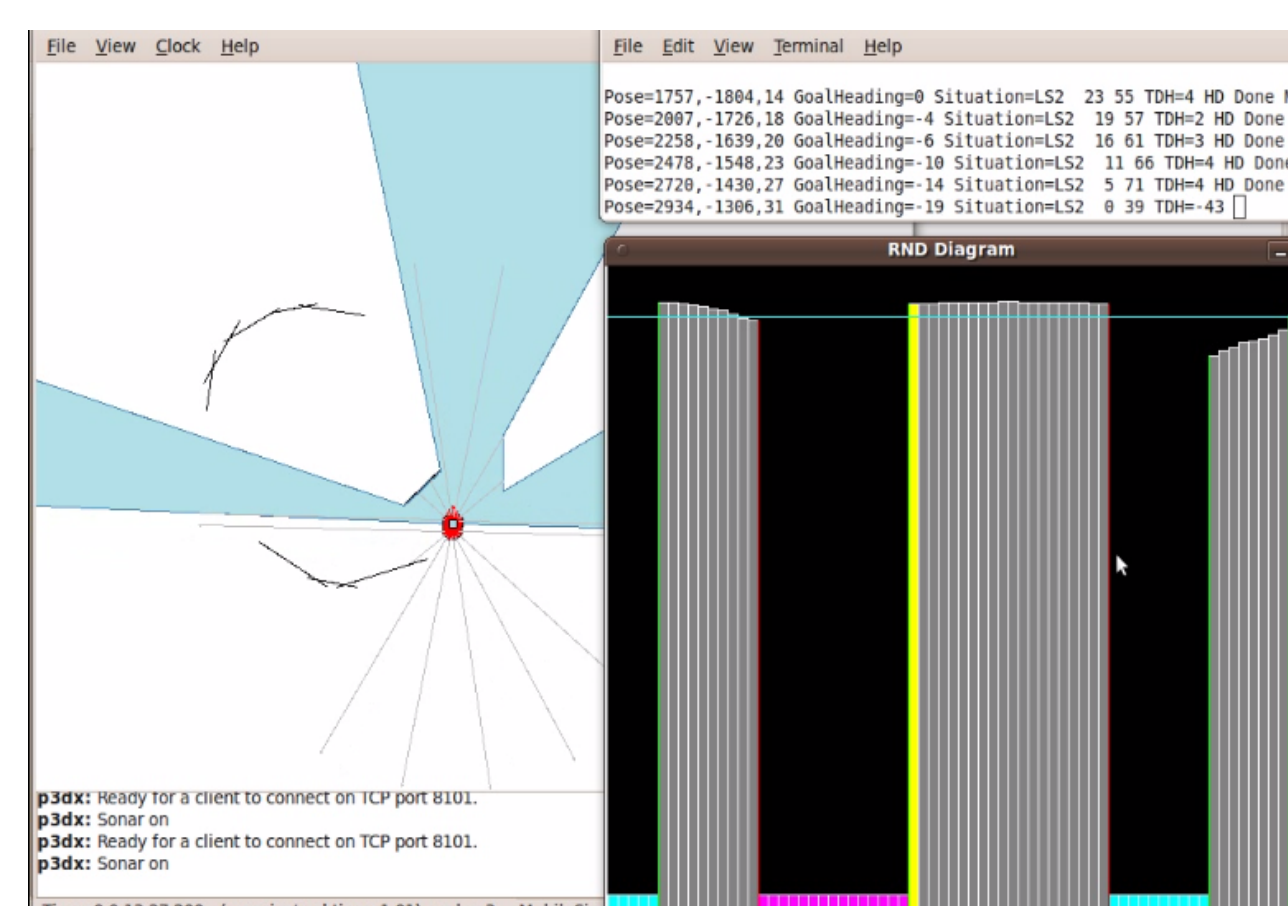 File View Clock Help
File Edit View Terminal Help
Pose=1757,-1804,14 GoalHeading=0 Situation=LS2 23 55 TDH=4 HD Done
Pose=2007,-1726,18 GoalHeading=-4 Situation=LS2 19 57 TDH=2 HD Done
Pose=2258,-1639,20 GoalHeading=-6 Situation=LS2 16 61 TDH=3 HD Done
Pose=2478,-1548,23 GoalHeading=-10 Situation=LS2 11 66 TDH=4 HD Done
Pose=2720,-1430,27 GoalHeading=-14 Situation=LS2 5 71 TDH=4 HD Done
Pose=2934,-1306,31 GoalHeading=-19 Situation=LS2 0 39 TDH=-43
RND Diagram
p3dx: Ready for a client to connect on TCP port 8101.
p3dx: Sonar on
p3dx: Ready for a client to connect on TCP port 8101.
p3dx: Sonar on